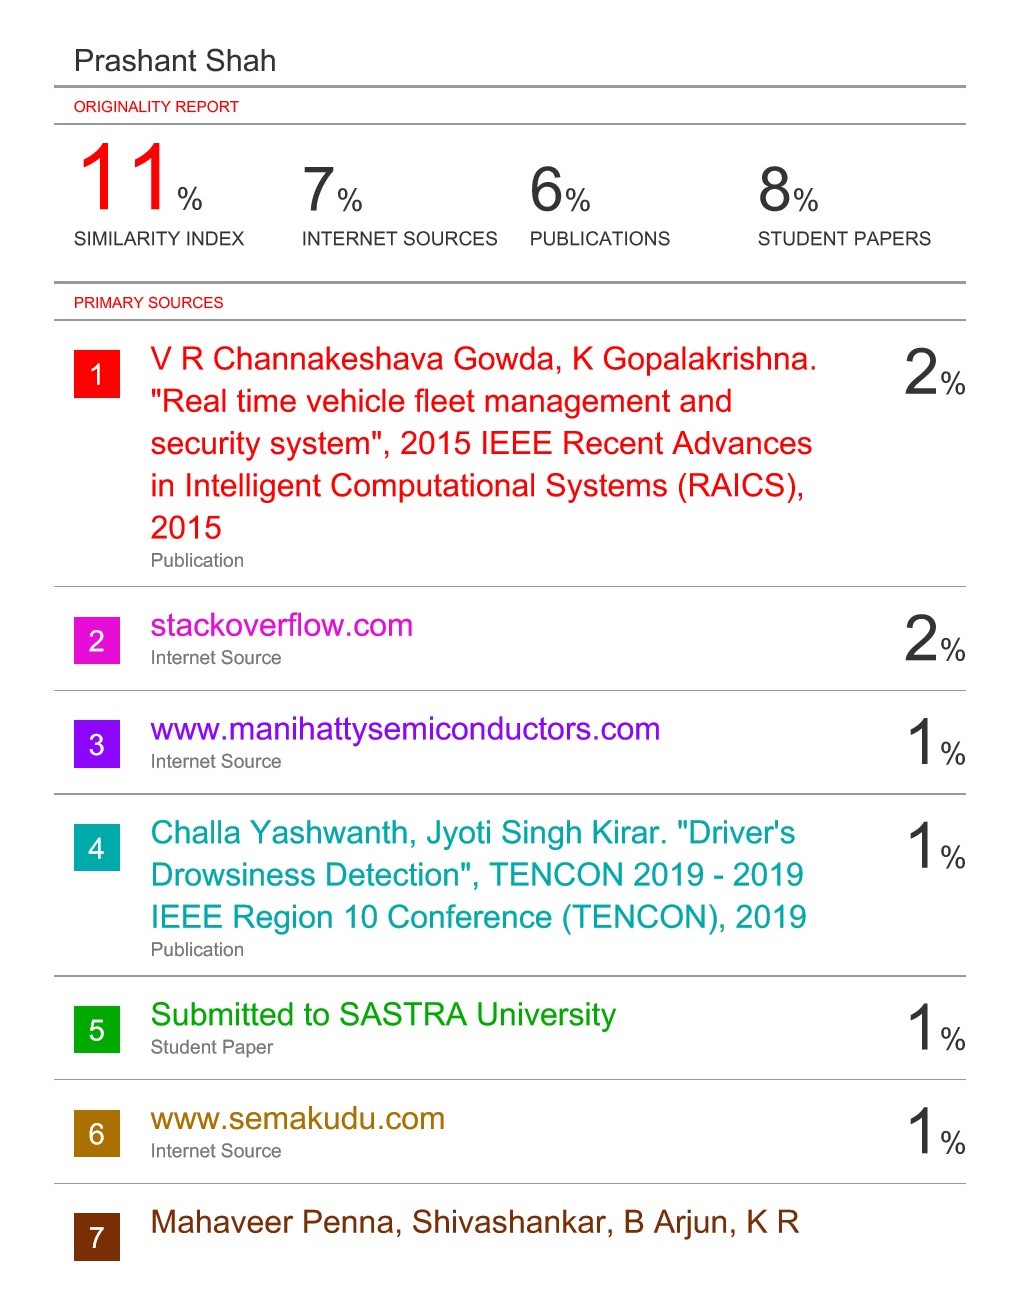 Prashant Shah
ORIGINALITY REPORT
11%
SIMILARITY INDEX
7%
INTERNET SOURCES
6%
PUBLICATIONS
8%
STUDENT PAPERS
PRIMARY SOURCES
1
V R Channakeshava Gowda, K Gopalakrishna.
"Real time vehicle fleet management and
security system", 2015 IEEE Recent Advances
in Intelligent Computational Systems (RAICS),
2015
Publication
2%
2
stackoverflow.com
Internet Source
2%
3
www.manihattysemiconductors.com
Internet Source
1%
4
Challa Yashwanth, Jyoti Singh Kirar. "Driver's
Drowsiness Detection", TENCON 2019 - 2019
IEEE Region 10 Conference (TENCON), 2019
Publication
1%
5
Submitted to SASTRA University
Student Paper
1%
6
www.semakudu.com
Internet Source
1%
7
Mahaveer Penna, Shivashankar, B Arjun, K R